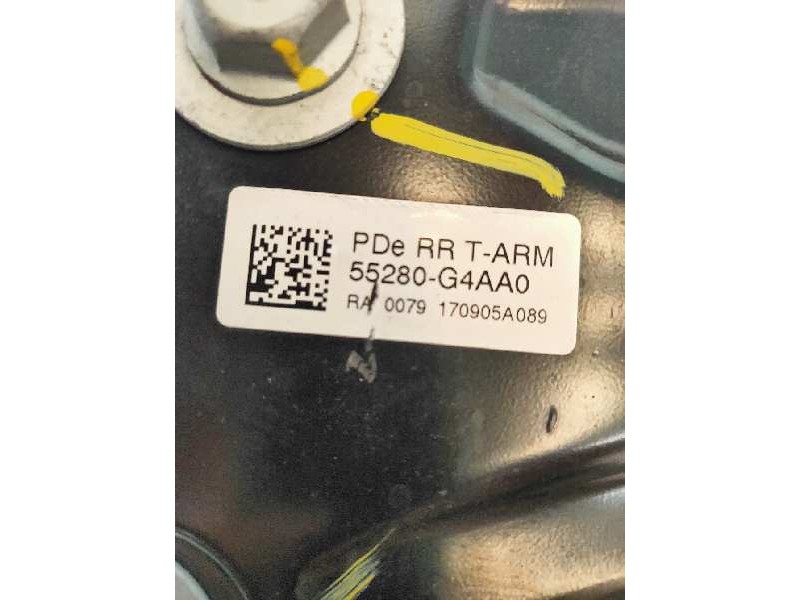 PDe RR T-ARM
55280-G4AA0
RA 0079 170905A089